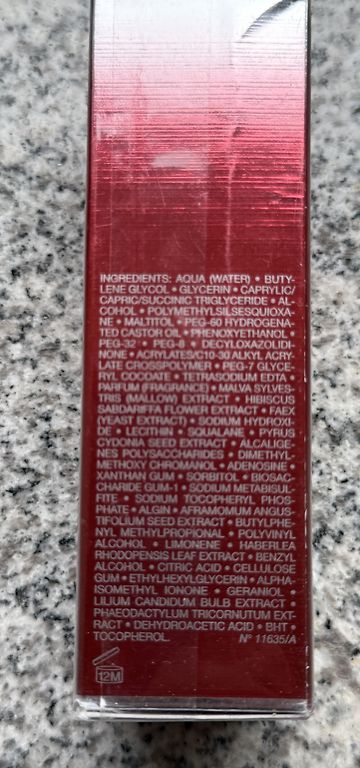 INGREDIENTS: AQUA (WATER) • BUTY-
LENE GLYCOL • GLYCERIN • CAPRYLIC/
CAPRIC/SUCCINIC TRIGLYCERIDE • AL-
COHOL • POLYMETHYLSILSESQUIOXA-
NE • MALTITOL • PEG-60 HYDROGENA-
TED CASTOR OIL • PHENOXYETHANOL •
PEG-32 • PEG-8 • DECYLOXAZOLIDI-
NONE • ACRYLATES/C10-30 ALKYL ACRY-
LATE CROSSPOLYMER • PEG-7 GLYCE-
RYL COCOATE • TETRASODIUM EDTA •
PARFUM (FRAGRANCE) • MALVA SYLVES-
TRIS (MALLOW) EXTRACT • HIBISCUS
SABDARIFFA FLOWER EXTRACT • FAEX
(YEAST EXTRACT) • SODIUM HYDROXI-
DE • LECITHIN • SQUALANE • PYRUS
CYDONIA SEED EXTRACT • ALCALIGE-
NES POLYSACCHARIDES • DIMETHYL-
METHOXY CHROMANOL • ADENOSINE •
XANTHAN GUM • SORBITOL • BIOSAC-
CHARIDE GUM-1 • SODIUM METABISUL-
FITE • SODIUM TOCOPHERYL PHOS-
PHATE • ALGIN • AFRAMOMUM ANGUS-
TIFOLIUM SEED EXTRACT • BUTYLPHE-
NYL METHYLPROPIONAL • POLYVINYL
ALCOHOL • LIMONENE • HABERLEA
RHODOPENSIS LEAF EXTRACT • BENZYL
ALCOHOL • CITRIC ACID • CELLULOSE
GUM • ETHYLHEXYLGLYCERIN • ALPHA-
ISOMETHYL IONONE • GERANIOL •
LILIUM CANDIDUM BULB EXTRACT •
PHAEODACTYLUM TRICORNUTUM EXT-
RACT • DEHYDROACETIC ACID • BHT •
TOCOPHEROL. N° 11635/A
12M